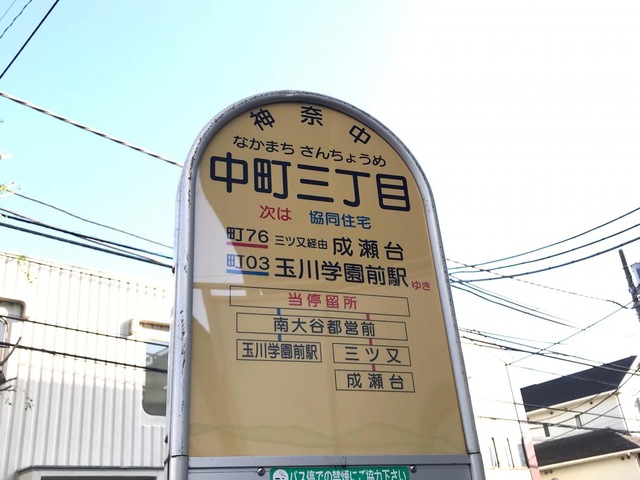 神奈中
なかまち さんちょうめ
中町三丁目
次は 協同住宅
町76 三ツ又経由 成瀬台
町03 玉川学園前駅 ゆき
当停留所
南大谷都営前
玉川学園前駅 三ツ又
成瀬台
バス停での禁煙にご協力下さい